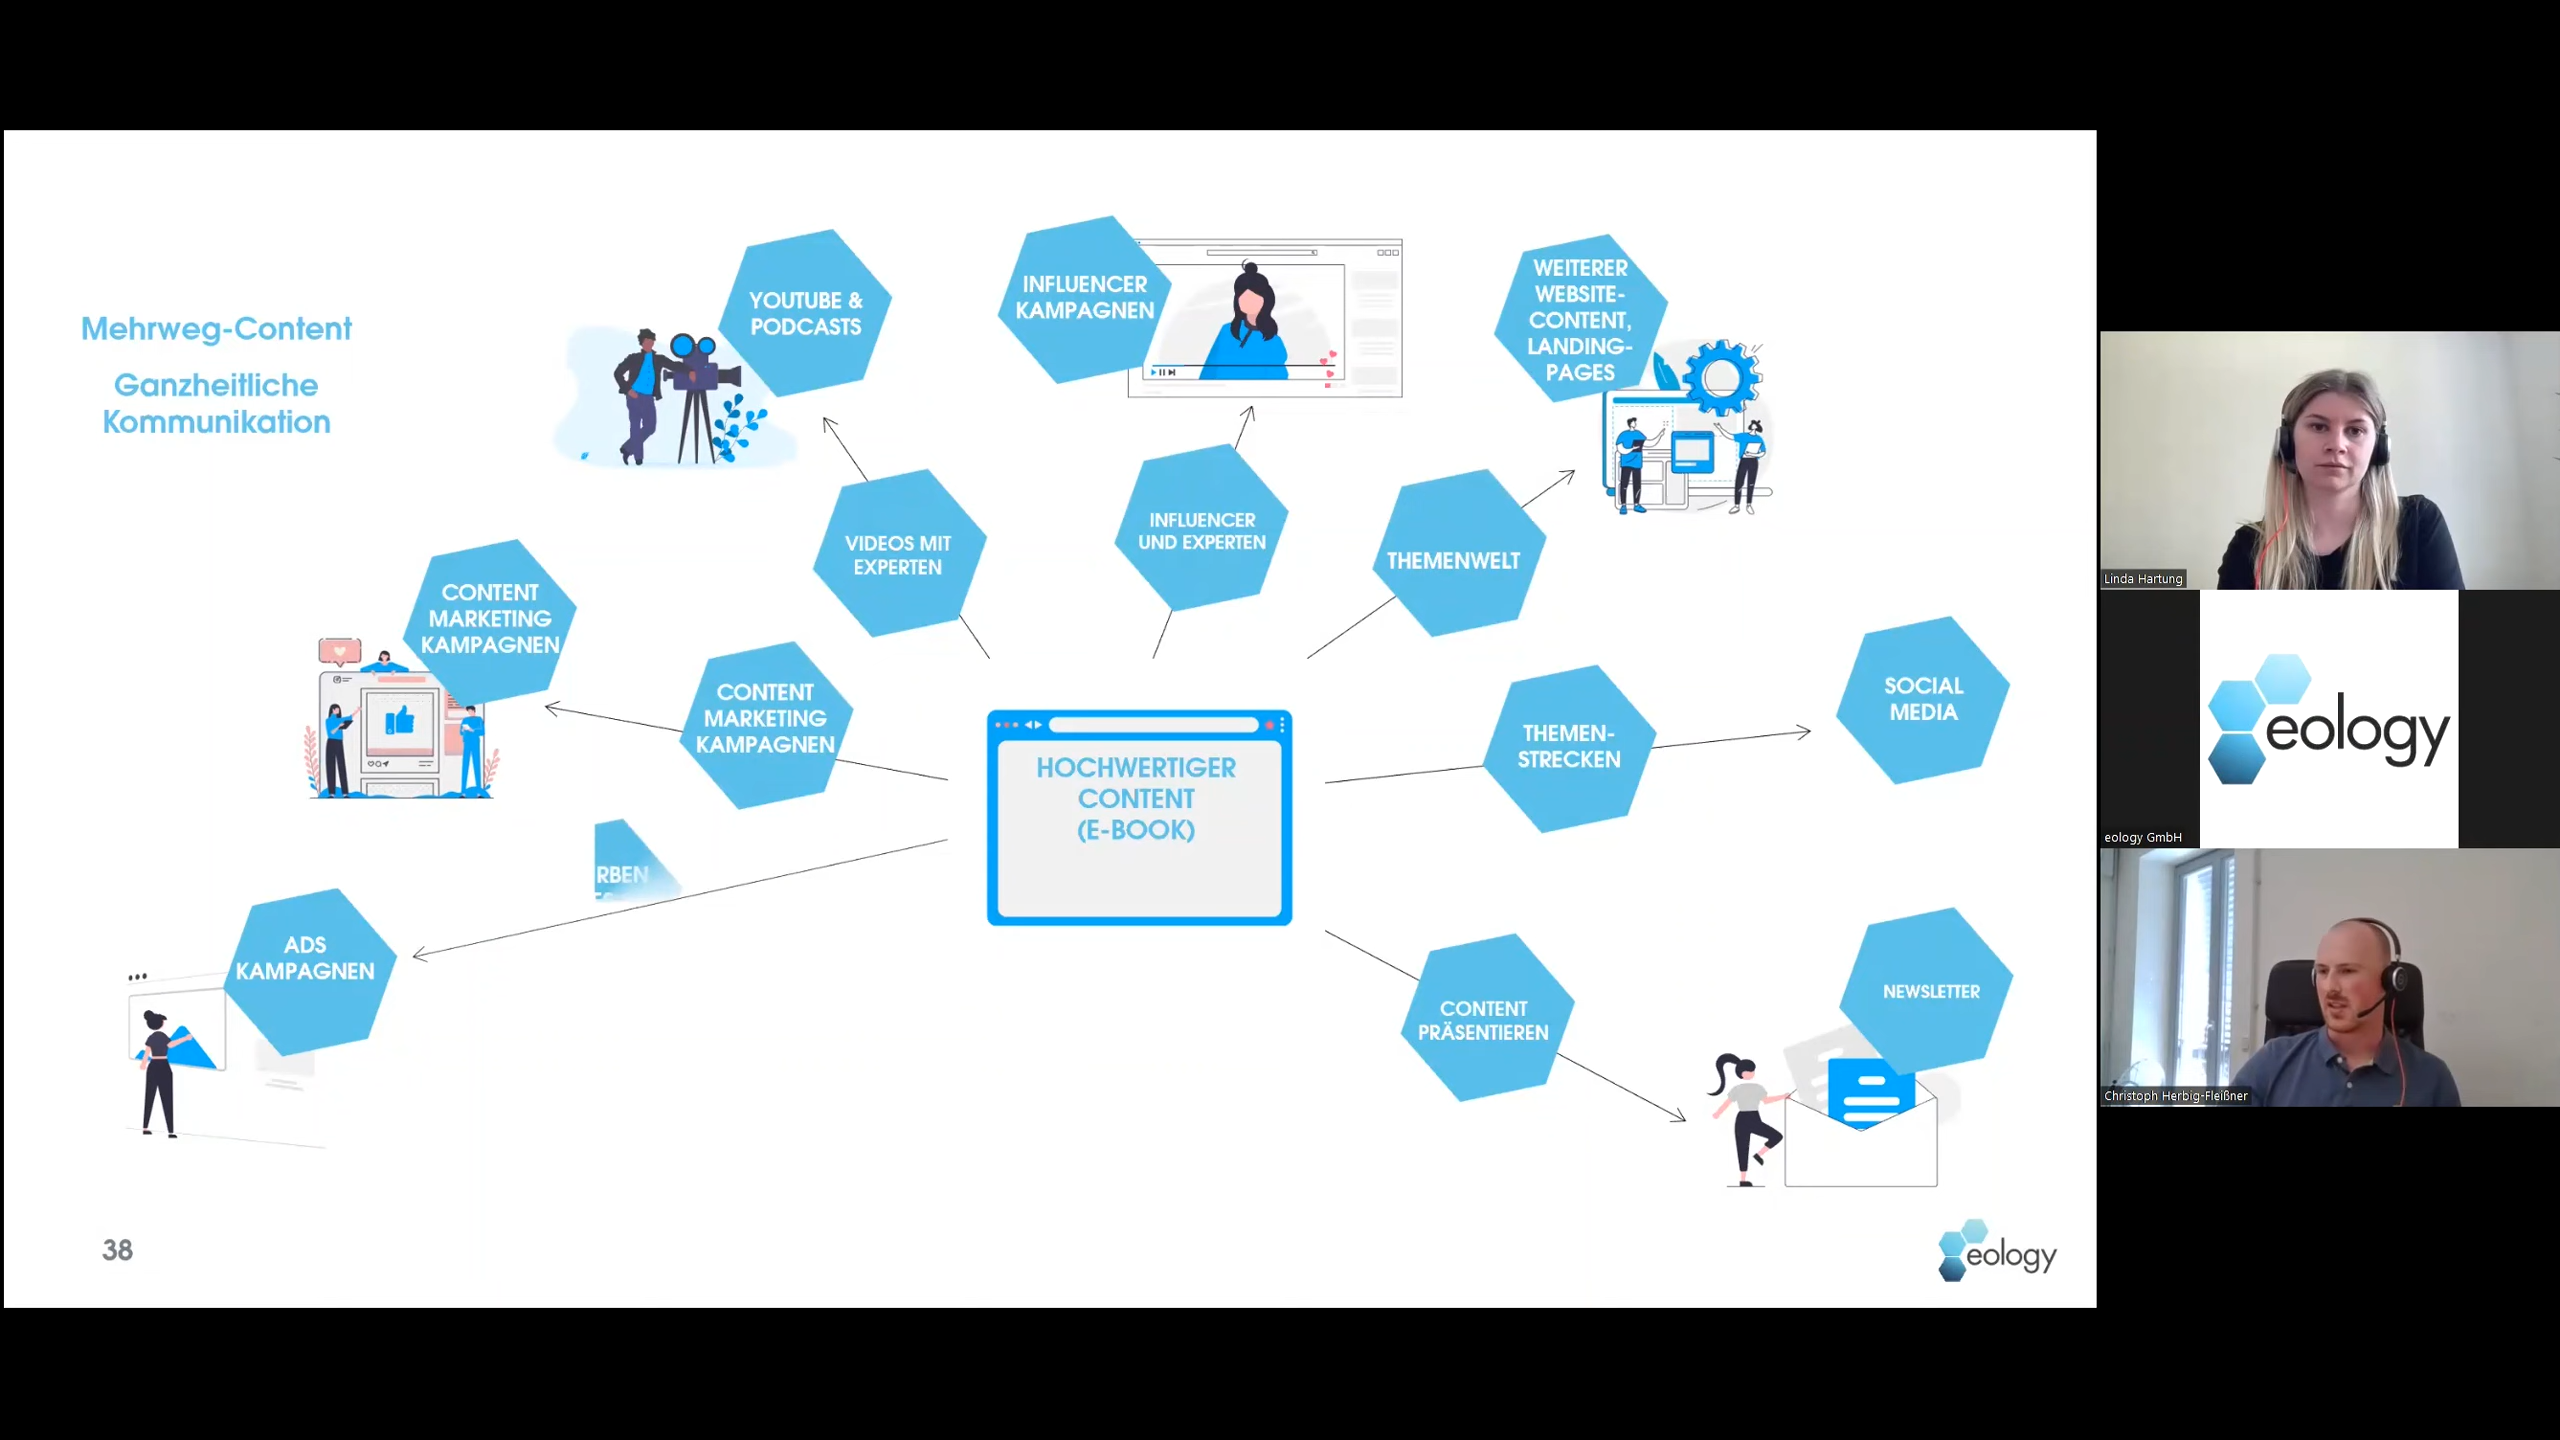 Mehrweg-Content
Ganzheitliche
Kommunikation
YOUTUBE &
PODCASTS
INFLUENCER
KAMPAGNEN
WEITERER
WEBSITE-
CONTENT,
LANDING-
PAGES
VIDEOS MIT
EXPERTEN
INFLUENCER
UND EXPERTEN
THEMENWELT
CONTENT
MARKETING
KAMPAGNEN
CONTENT
MARKETING
KAMPAGNEN
THEMEN-
STRECKEN
SOCIAL
MEDIA
HOCHWERTIGER
CONTENT
(E-BOOK)
RBEN
ADS
KAMPAGNEN
CONTENT
PRÄSENTIEREN
NEWSLETTER
38
eology
Linda Hartung
eology
eology GmbH
Christoph Herbig-Fleißner